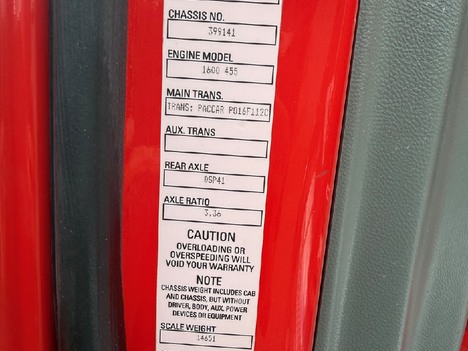 CHASSIS NO.
399141
ENGINE MODEL
1600 455
MAIN TRANS.
TRANS: PACCAR PO16F112C
AUX. TRANS
REAR AXLE
DSP41
AXLE RATIO
3.36
CAUTION
OVERLOADING OR
OVERSPEEDING WILL
VOID YOUR WARRANTY
NOTE
CHASSIS WEIGHT INCLUDES CAB
AND CHASSIS, BUT WITHOUT
DRIVER, BODY, AUX. POWER
DEVICES OR EQUIPMENT
SCALE WEIGHT
14651